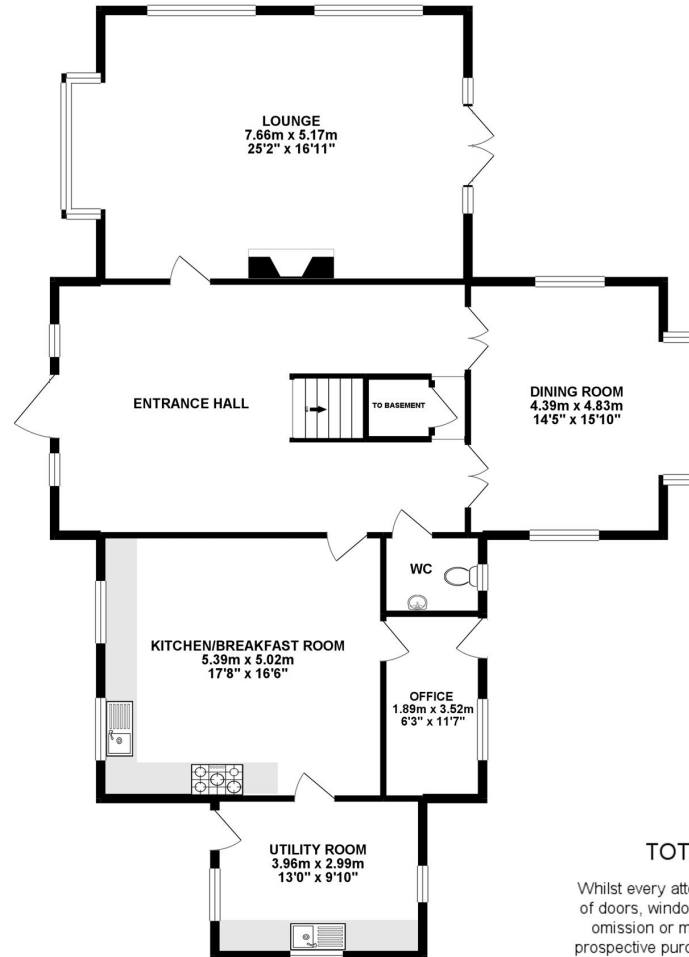 LOUNGE
7.66m x 5.17m
25'2" x 16'11"
ENTRANCE HALL
TO BASEMENT
DINING ROOM
4.39m x 4.83m
14'5" x 15'10"
WC
KITCHEN/BREAKFAST ROOM
5.39m x 5.02m
17'8" x 16'6"
OFFICE
1.89m x 3.52m
6'3" x 11'7"
UTILITY ROOM
3.96m x 2.99m
13'0" x 9'10"
TOT
Whilst every att
of doors, windo
omission or m
prospective purc